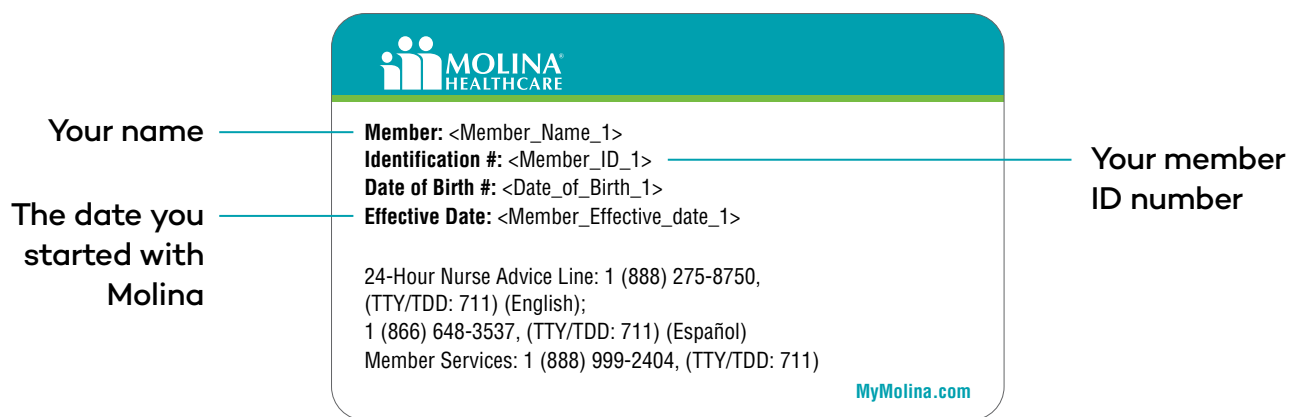 MOLINA®
HEALTHCARE
Your name
Member: <Member_Name_1>
Identification #: <Member_ID_1>
Your member
ID number
Date of Birth #: <Date_of_Birth_1>
The date you
started with
Molina
Effective Date: <Member_Effective_date_1>
24-Hour Nurse Advice Line: 1 (888) 275-8750,
(TTY/TDD: 711) (English);
1 (866) 648-3537, (TTY/TDD: 711) (Español)
Member Services: 1 (888) 999-2404, (TTY/TDD: 711)
MyMolina.com